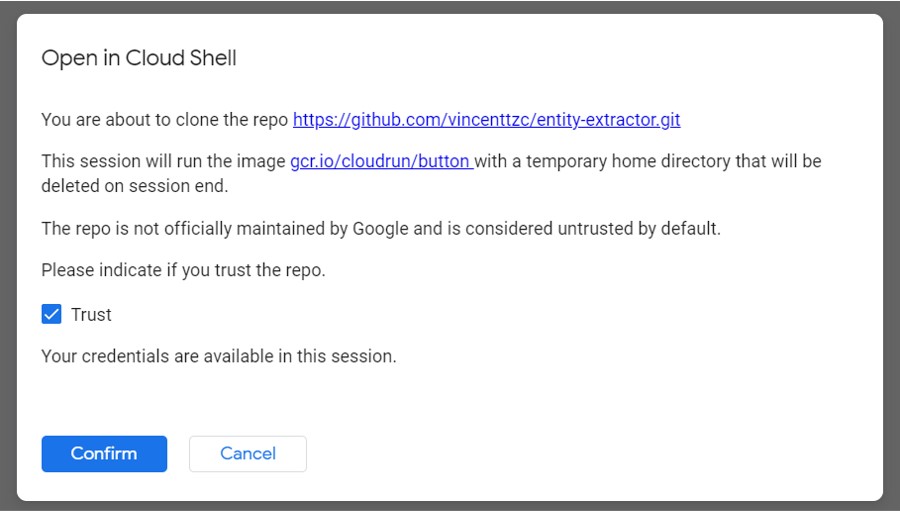 Open in Cloud Shell
You are about to clone the repo https://github.com/vincenttzc/entity-extractor.git
This session will run the image gcr.io/cloudrun/button with a temporary home directory that will be
deleted on session end.
The repo is not officially maintained by Google and is considered untrusted by default.
Please indicate if you trust the repo.
Trust
Your credentials are available in this session.
Confirm Cancel